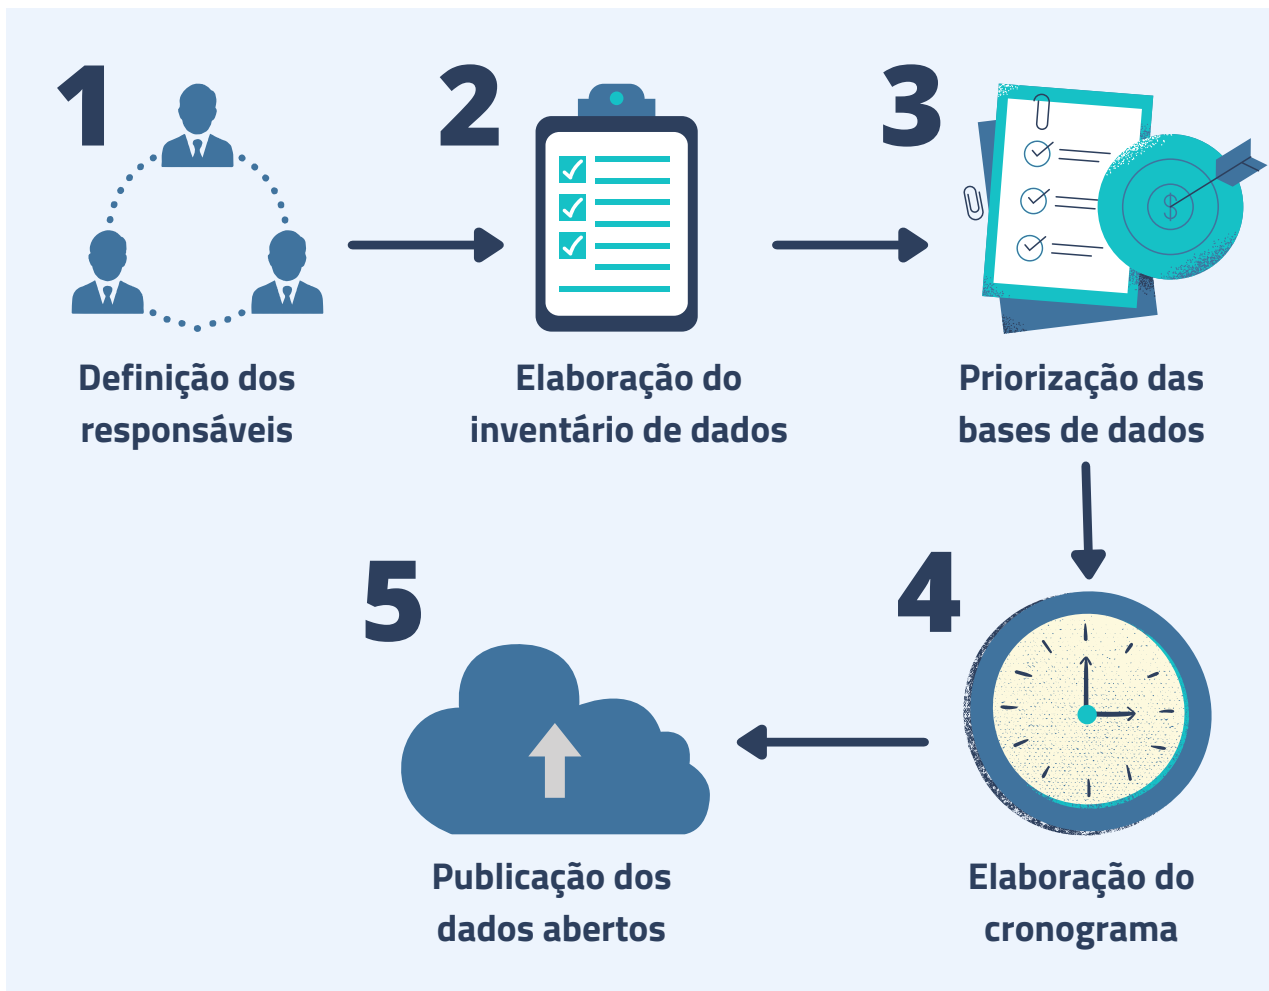 1
Definição dos
responsáveis
2
Elaboração do
inventário de dados
3
$
Priorização das
bases de dados
4
Elaboração do
cronograma
5
Publicação dos
dados abertos